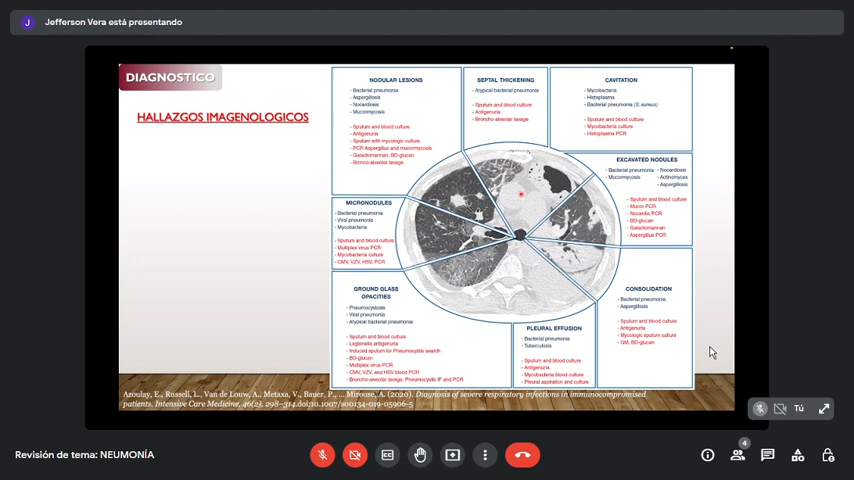 J Jefferson Vera está presentando
DIAGNOSTICO
HALLAZGOS IMAGENOLOGICOS
NODULAR LESIONS
- Bacterial pneumonia
- Aspergillosis
- Nocardiosis
- Mucormycosis
- Sputum and blood culture
- Antigenuria
- Sputum with mycologic culture
- PCR Aspergillus and mucormycosis
- Galactomannan, BD-glucan
- Bronco-alveolar lavage
SEPTAL THICKENING
- Atypical bacterial pneumonia
- Sputum and blood culture
- Antigenuria
- Broncho-alveolar lavage
CAVITATION
- Mycobacteria
- Histoplasma
- Bacterial pneumonia (S. aureus)
- Sputum and blood culture
- Mycobacteria culture
- Histoplasma PCR
EXCAVATED NODULES
- Bacterial pneumonia
- Mucormycosis
- Nocardiosis
- Actinomyces
- Aspergillosis
- Sputum and blood culture
- Mucor PCR
- Nocardia PCR
- BD-glucan
- Galactomannan
- Aspergillus PCR
MICRONODULES
- Bacterial pneumonia
- Viral pneumonia
- Mycobacteria
- Sputum and blood culture
- Multiplex virus PCR
- Mycobacteria culture
- CMV, VZV, HSV, PCR
GROUND GLASS
OPACITIES
- Pneumocystosis
- Viral pneumonia
- Atypical bacterial pneumonia
- Sputum and blood culture
- Legionella antigenuria
- Induced sputum for Pneumocystis search
- BD-glucan
- Multiplex virus PCR
- CMV, VZV, and HSV blood PCR
- Broncho-alveolar lavage, Pneumocystis IF and PCR
PLEURAL EFFUSION
- Bacterial pneumonia
- Tuberculosis
- Sputum and blood culture
- Antigenuria
- Mycobacteria blood culture
- Pleural aspiration and culture
CONSOLIDATION
- Bacterial pneumonia
- Aspergillosis
- Sputum and blood culture
- Antigenuria
- Mycologic sputum culture
- GM, BD-glucan
Azoulay, E., Russell, L., Van de Louw, A., Metaxa, V., Bauer, P., ... Mirouse, A. (2020). Diagnosis of severe respiratory infections in immunocompromised
patients. Intensive Care Medicine, 46(2), 298–314.doi:10.1007/s00134-019-05906-5
Tú
Revisión de tema: NEUMONÍA
CC
4